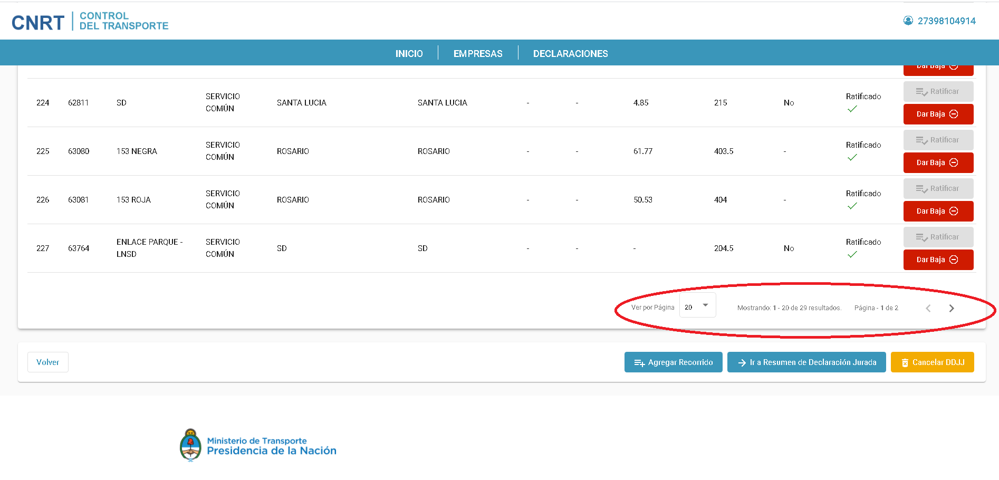 CNRT
CONTROL
DEL TRANSPORTE
27398104914
INICIO
EMPRESAS
DECLARACIONES
Dar Baja
224 62811 SD SERVICIO COMÚN SANTA LUCIA SANTA LUCIA - - 4.85 215 No Ratificado
Ratificar
Dar Baja
225 63080 153 NEGRA SERVICIO COMÚN ROSARIO ROSARIO - - 61.77 403.5 - Ratificado
Ratificar
Dar Baja
226 63081 153 ROJA SERVICIO COMÚN ROSARIO ROSARIO - - 50.53 404 - Ratificado
Ratificar
Dar Baja
227 63764 ENLACE PARQUE - LNSD SERVICIO COMÚN SD SD - - - 204.5 No Ratificado
Ratificar
Dar Baja
Ver por Página 20 Mostrando: 1 - 20 de 29 resultados. Página - 1 de 2
Volver
Agregar Recorrido
Ir a Resumen de Declaración Jurada
Cancelar DDJJ
Ministerio de Transporte
Presidencia de la Nación